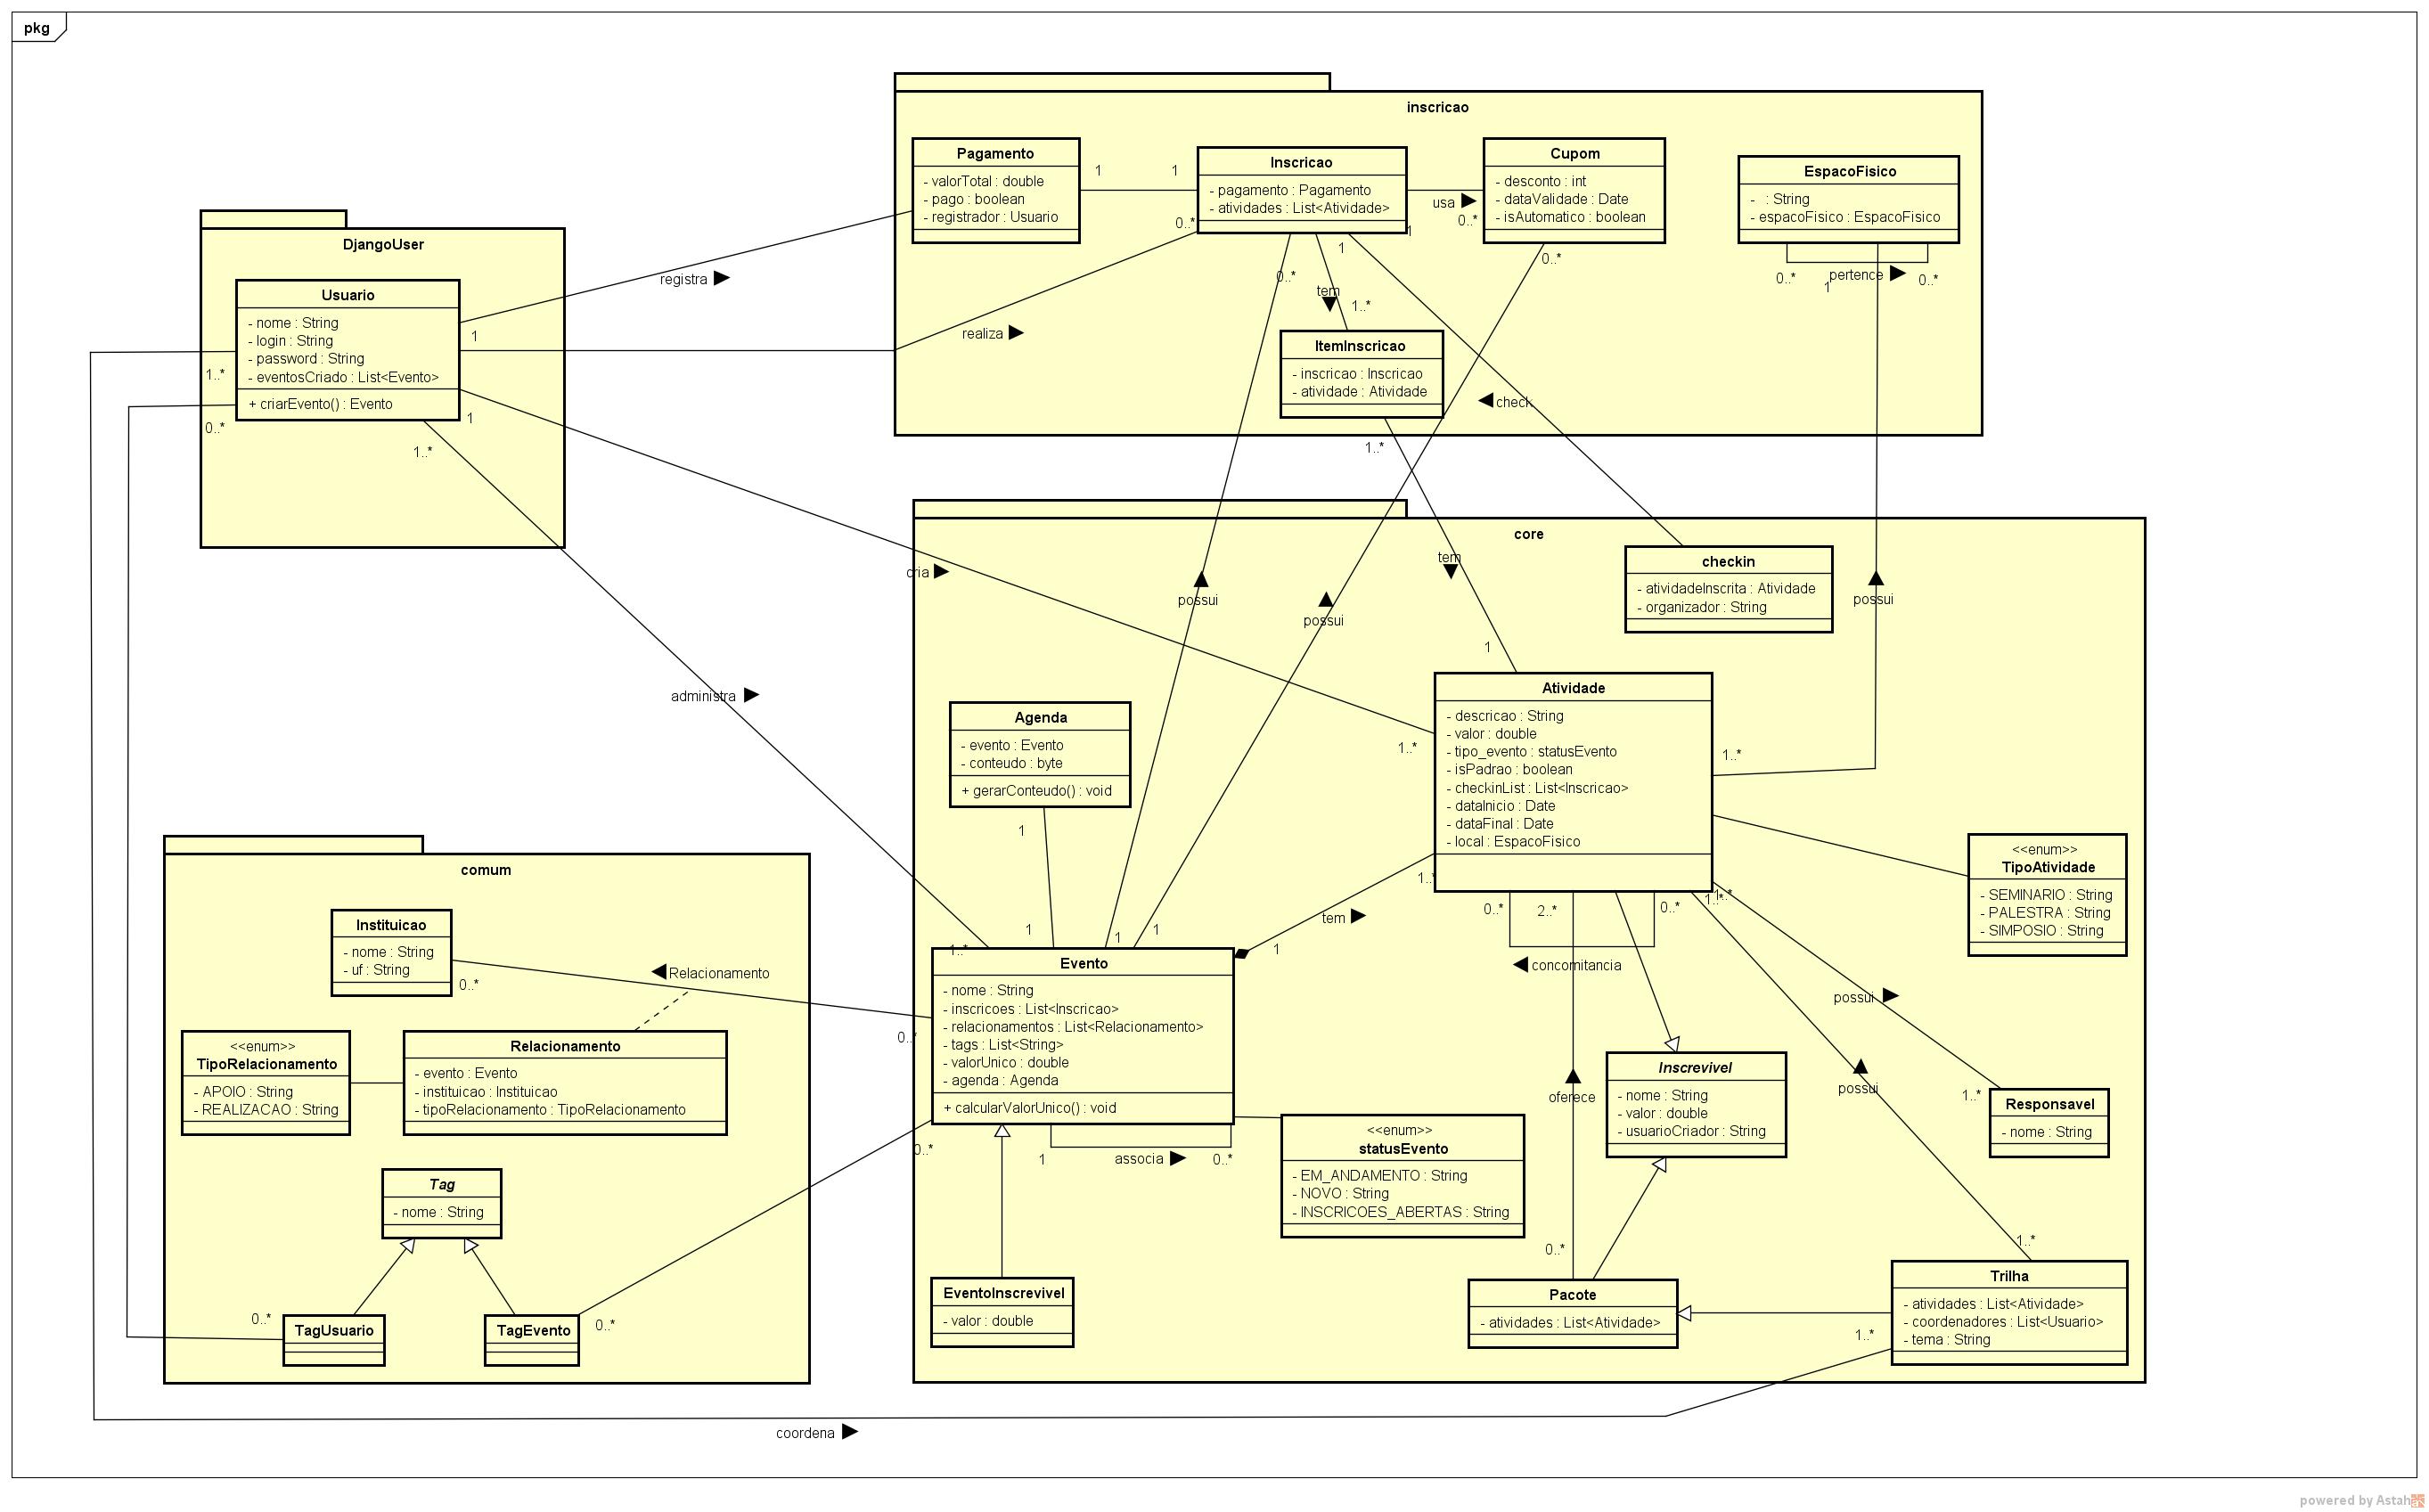 pkg
inscricao
Pagamento
- valorTotal : double
- pago : boolean
- registrador : Usuario
1
1
Inscricao
- pagamento : Pagamento
- atividades : List<Atividade>
0..*
1
1
usa
0..*
Cupom
- desconto : int
- dataValidade : Date
- isAutomatico : boolean
0..*
EspacoFisico
- : String
- espacoFisico : EspacoFisico
0..*
pertence
0..*
1
0..*
tem
1..*
ItemInscricao
- inscricao : Inscricao
- atividade : Atividade
1..*
check
DjangoUser
Usuario
- nome : String
- login : String
- password : String
- eventosCriado : List<Evento>
+ criarEvento() : Evento
1..*
0..*
1..*
1
1
registra
realiza
cria
administra
core
tem
1
possui
possui
possui
checkin
- atividadeInscrita : Atividade
- organizador : String
Agenda
- evento : Evento
- conteudo : byte
+ gerarConteudo() : void
1
1
1
1
1..*
Atividade
- descricao : String
- valor : double
- tipo_evento : statusEvento
- isPadrao : boolean
- checkinList : List<Inscricao>
- dataInicio : Date
- dataFinal : Date
- local : EspacoFisico
1..*
1..*
1..*
0..*
2..*
0..*
1..*
1..*
concomitancia
tem
1
<<enum>>
TipoAtividade
- SEMINARIO : String
- PALESTRA : String
- SIMPOSIO : String
Evento
- nome : String
- inscricoes : List<Inscricao>
- relacionamentos : List<Relacionamento>
- tags : List<String>
- valorUnico : double
- agenda : Agenda
+ calcularValorUnico() : void
0..*
0..*
1
associa
0..*
<<enum>>
statusEvento
- EM_ANDAMENTO : String
- NOVO : String
- INSCRICOES_ABERTAS : String
possui
oferece
possui
Inscrevivel
- nome : String
- valor : double
- usuarioCriador : String
1..*
Responsavel
- nome : String
EventoInscrevivel
- valor : double
0..*
Pacote
- atividades : List<Atividade>
1..*
Trilha
- atividades : List<Atividade>
- coordenadores : List<Usuario>
- tema : String
1..*
comum
Instituicao
- nome : String
- uf : String
0..*
Relacionamento
<<enum>>
TipoRelacionamento
- APOIO : String
- REALIZACAO : String
Relacionamento
- evento : Evento
- instituicao : Instituicao
- tipoRelacionamento : TipoRelacionamento
Tag
- nome : String
0..*
TagUsuario
TagEvento
0..*
coordena
powered by Astah